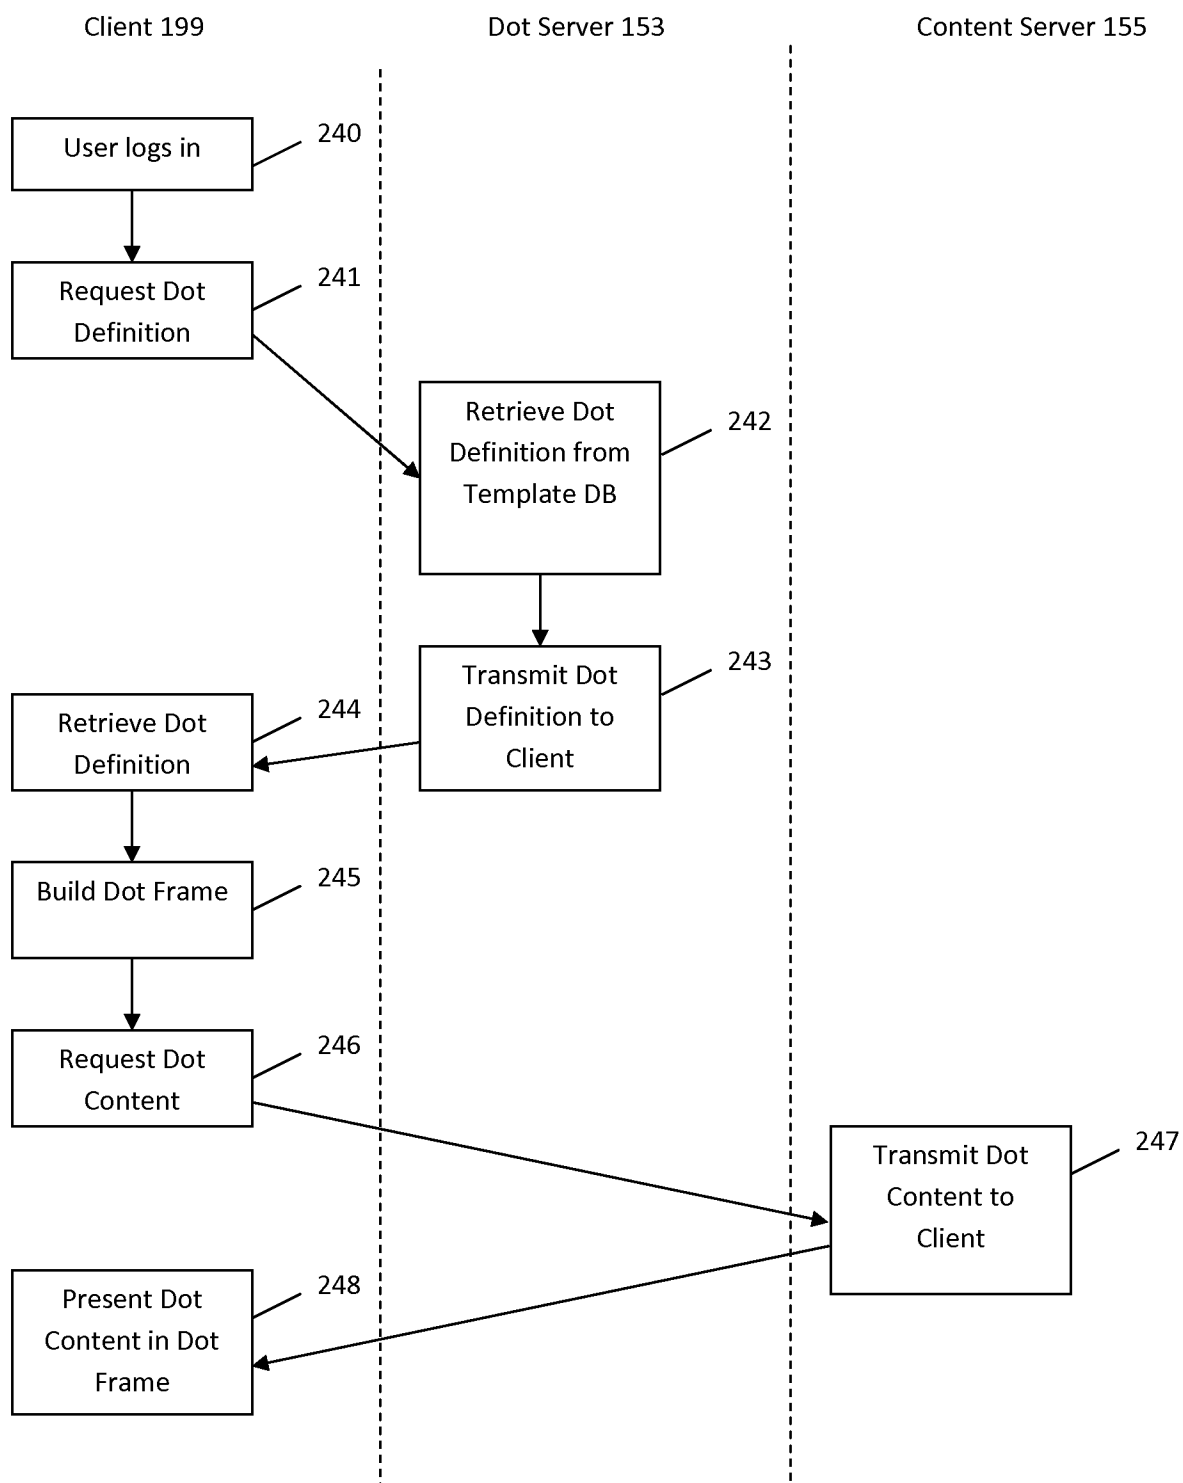 Client 199
Dot Server 153
Content Server 155
User logs in
240
Request Dot
Definition
241
Retrieve Dot
Definition from
Template DB
242
Transmit Dot
Definition to
Client
243
Retrieve Dot
Definition
244
Build Dot Frame
245
Request Dot
Content
246
Transmit Dot
Content to
Client
247
Present Dot
Content in Dot
Frame
248